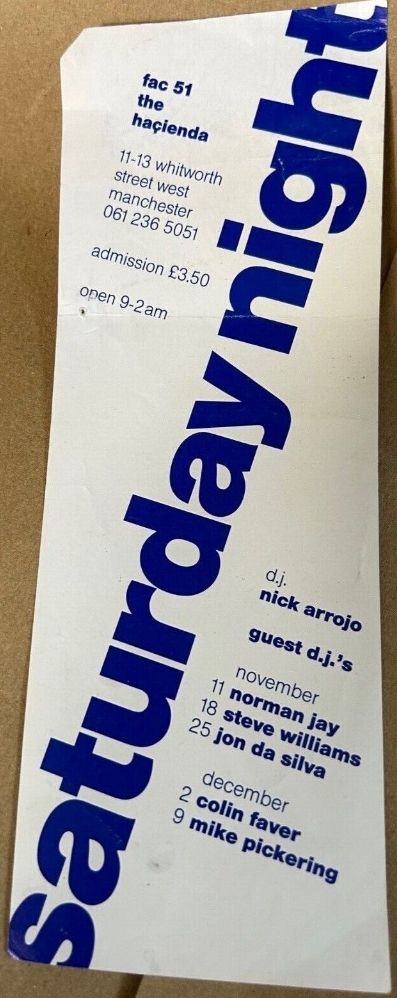 fac 51
the
haçienda
11-13 whitworth
street west
manchester
061 236 5051
admission £3.50
open 9-2am
saturday night
d.j.
nick arrojo
guest d.j.'s
november
11 norman jay
18 steve williams
25 jon da silva
december
2 colin faver
9 mike pickering